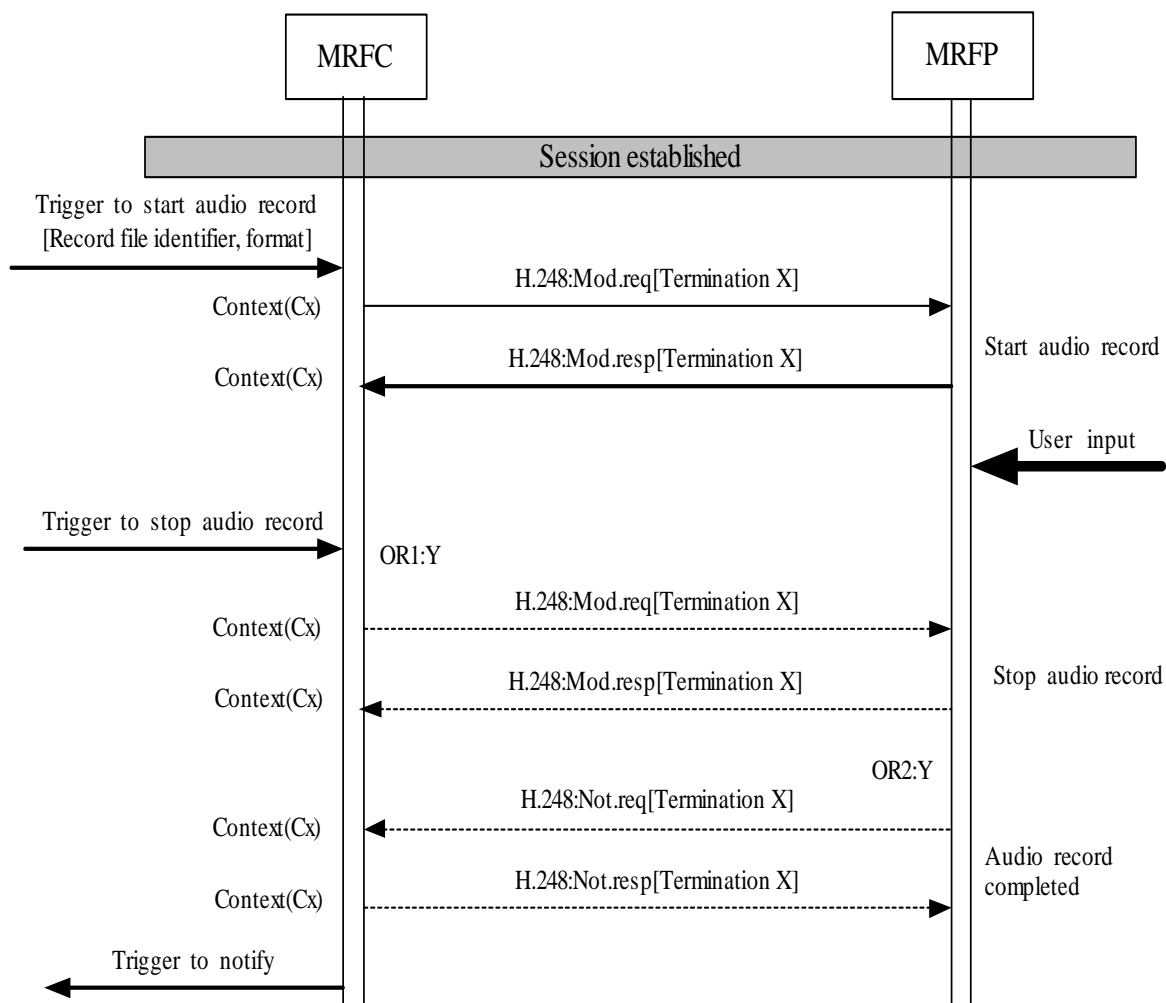 MRFC
MRFP
Session established
Trigger to start audio record
[Record file identifier, format]
H.248:Mod.req[Termination X]
Context(Cx)
Start audio record
H.248:Mod.resp[Termination X]
Context(Cx)
User input
Trigger to stop audio record
OR1:Y
H.248:Mod.req[Termination X]
Context(Cx)
Stop audio record
H.248:Mod.resp[Termination X]
Context(Cx)
OR2:Y
H.248:Not.req[Termination X]
Context(Cx)
Audio record
completed
H.248:Not.resp[Termination X]
Context(Cx)
Trigger to notify